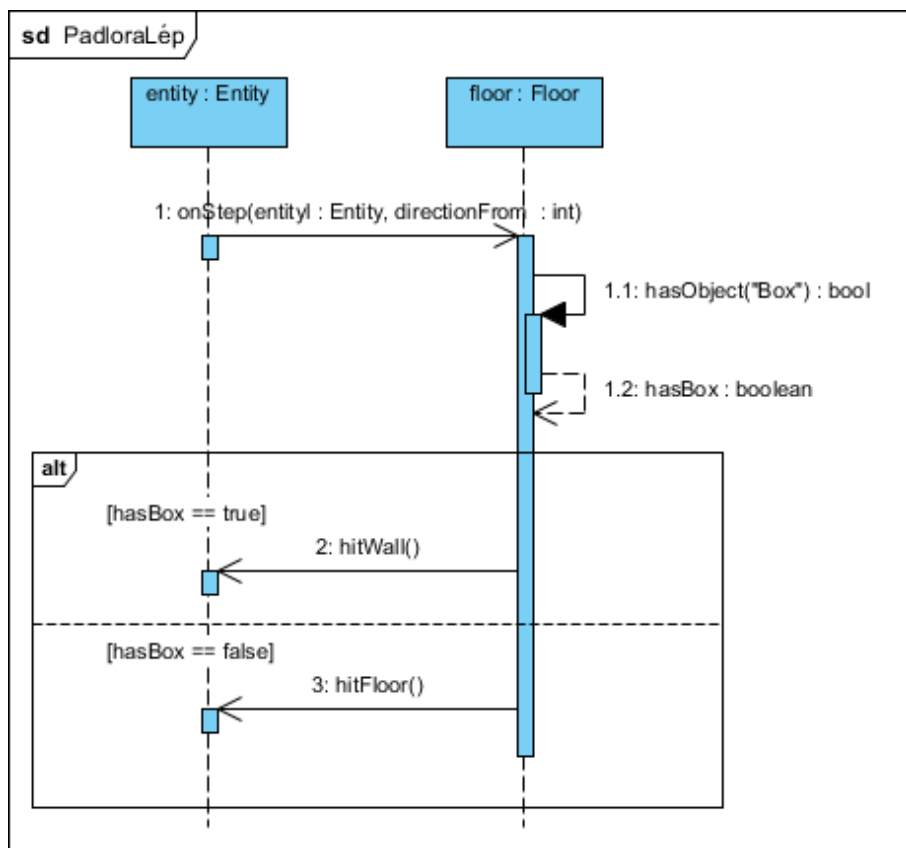 sd PadloraLép
entity : Entity
floor : Floor
1: onStep(entityI : Entity, directionFrom : int)
1.1: hasObject("Box") : bool
1.2: hasBox : boolean
alt
[hasBox == true]
2: hitWall()
[hasBox == false]
3: hitFloor()